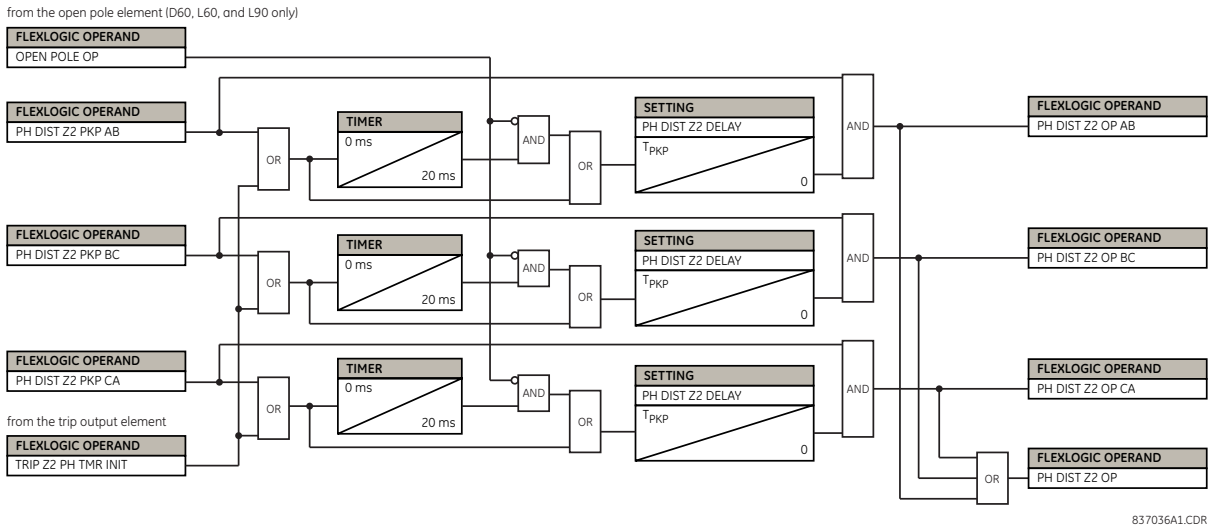 from the open pole element (D60, L60, and L90 only)
FLEXLOGIC OPERAND
OPEN POLE OP
FLEXLOGIC OPERAND
PH DIST Z2 PKP AB
OR
TIMER
0 ms
20 ms
AND
OR
SETTING
PH DIST Z2 DELAY
TPKP
0
AND
FLEXLOGIC OPERAND
PH DIST Z2 OP AB
FLEXLOGIC OPERAND
PH DIST Z2 PKP BC
OR
TIMER
0 ms
20 ms
AND
OR
SETTING
PH DIST Z2 DELAY
TPKP
0
AND
FLEXLOGIC OPERAND
PH DIST Z2 OP BC
FLEXLOGIC OPERAND
PH DIST Z2 PKP CA
OR
TIMER
0 ms
20 ms
AND
OR
SETTING
PH DIST Z2 DELAY
TPKP
0
AND
FLEXLOGIC OPERAND
PH DIST Z2 OP CA
from the trip output element
FLEXLOGIC OPERAND
TRIP Z2 PH TMR INIT
OR
FLEXLOGIC OPERAND
PH DIST Z2 OP
837036A1.CDR